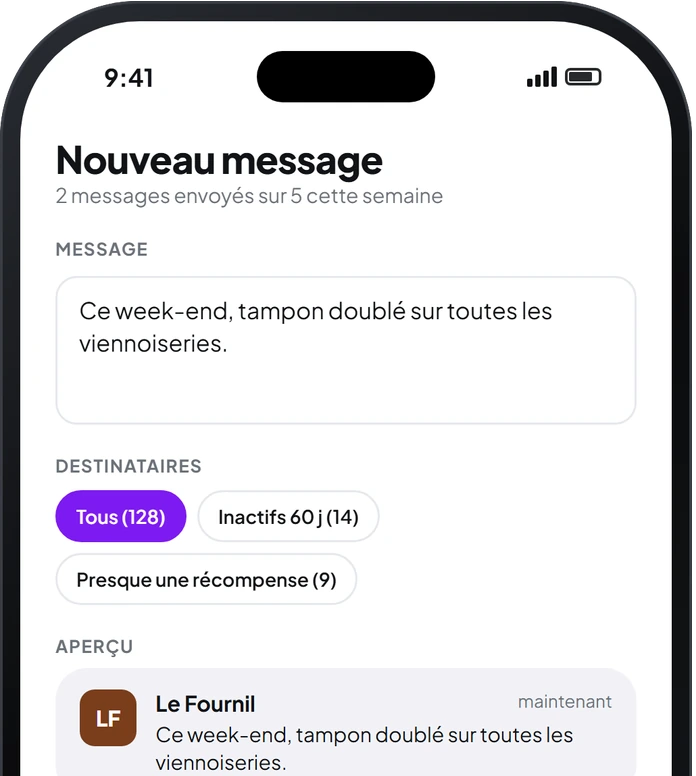 9:41
Nouveau message
2 messages envoyés sur 5 cette semaine
MESSAGE
Ce week-end, tampon doublé sur toutes les
viennoiseries.
DESTINATAIRES
Tous (128)
Inactifs 60 j (14)
Presque une récompense (9)
APERÇU
LF
Le Fournil
maintenant
Ce week-end, tampon doublé sur toutes les
viennoiseries.